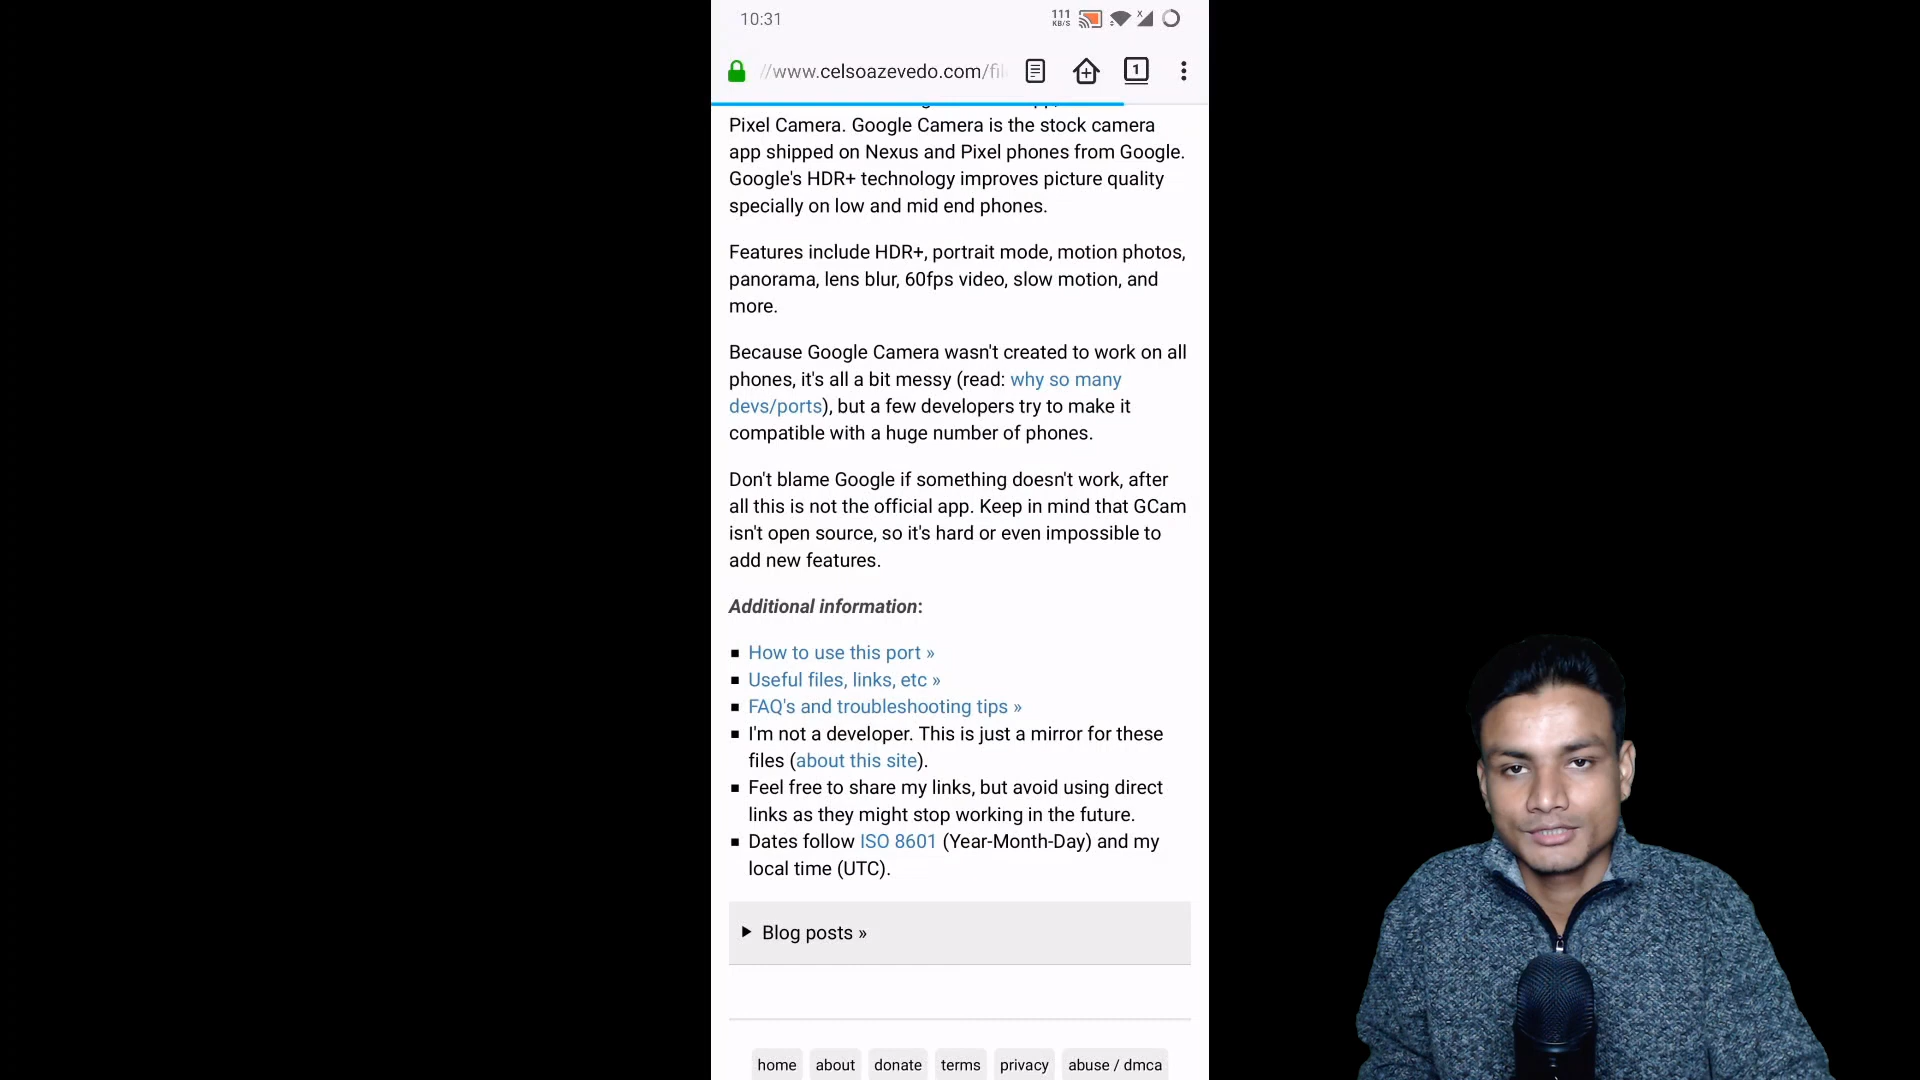 10:31
111
KB/S
//www.celsoazevedo.com/fil
1
Pixel Camera. Google Camera is the stock camera
app shipped on Nexus and Pixel phones from Google.
Google's HDR+ technology improves picture quality
specially on low and mid end phones.
Features include HDR+, portrait mode, motion photos,
panorama, lens blur, 60fps video, slow motion, and
more.
Because Google Camera wasn't created to work on all
phones, it's all a bit messy (read: why so many
devs/ports), but a few developers try to make it
compatible with a huge number of phones.
Don't blame Google if something doesn't work, after
all this is not the official app. Keep in mind that GCam
isn't open source, so it's hard or even impossible to
add new features.
Additional information:
How to use this port »
Useful files, links, etc »
FAQ's and troubleshooting tips »
I'm not a developer. This is just a mirror for these
files (about this site).
Feel free to share my links, but avoid using direct
links as they might stop working in the future.
Dates follow ISO 8601 (Year-Month-Day) and my
local time (UTC).
Blog posts »
home about donate terms privacy abuse / dmca